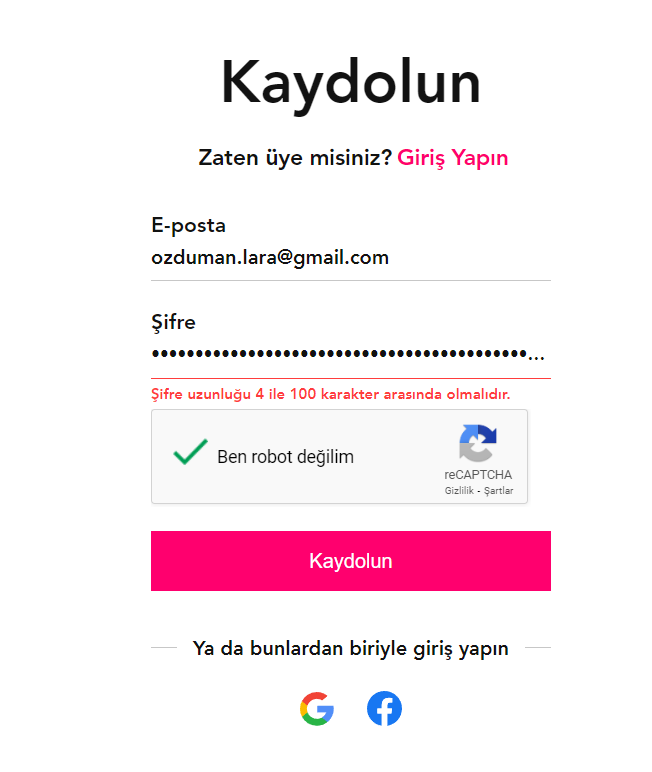 Kaydolun
Zaten üye misiniz? Giriş Yapın
E-posta
ozduman.lara@gmail.com
Şifre
••••••••••••••••••••••••••••••••••••••••••...
Şifre uzunluğu 4 ile 100 karakter arasında olmalıdır.
Ben robot değilim
reCAPTCHA
Gizlilik - Şartlar
Kaydolun
Ya da bunlardan biriyle giriş yapın